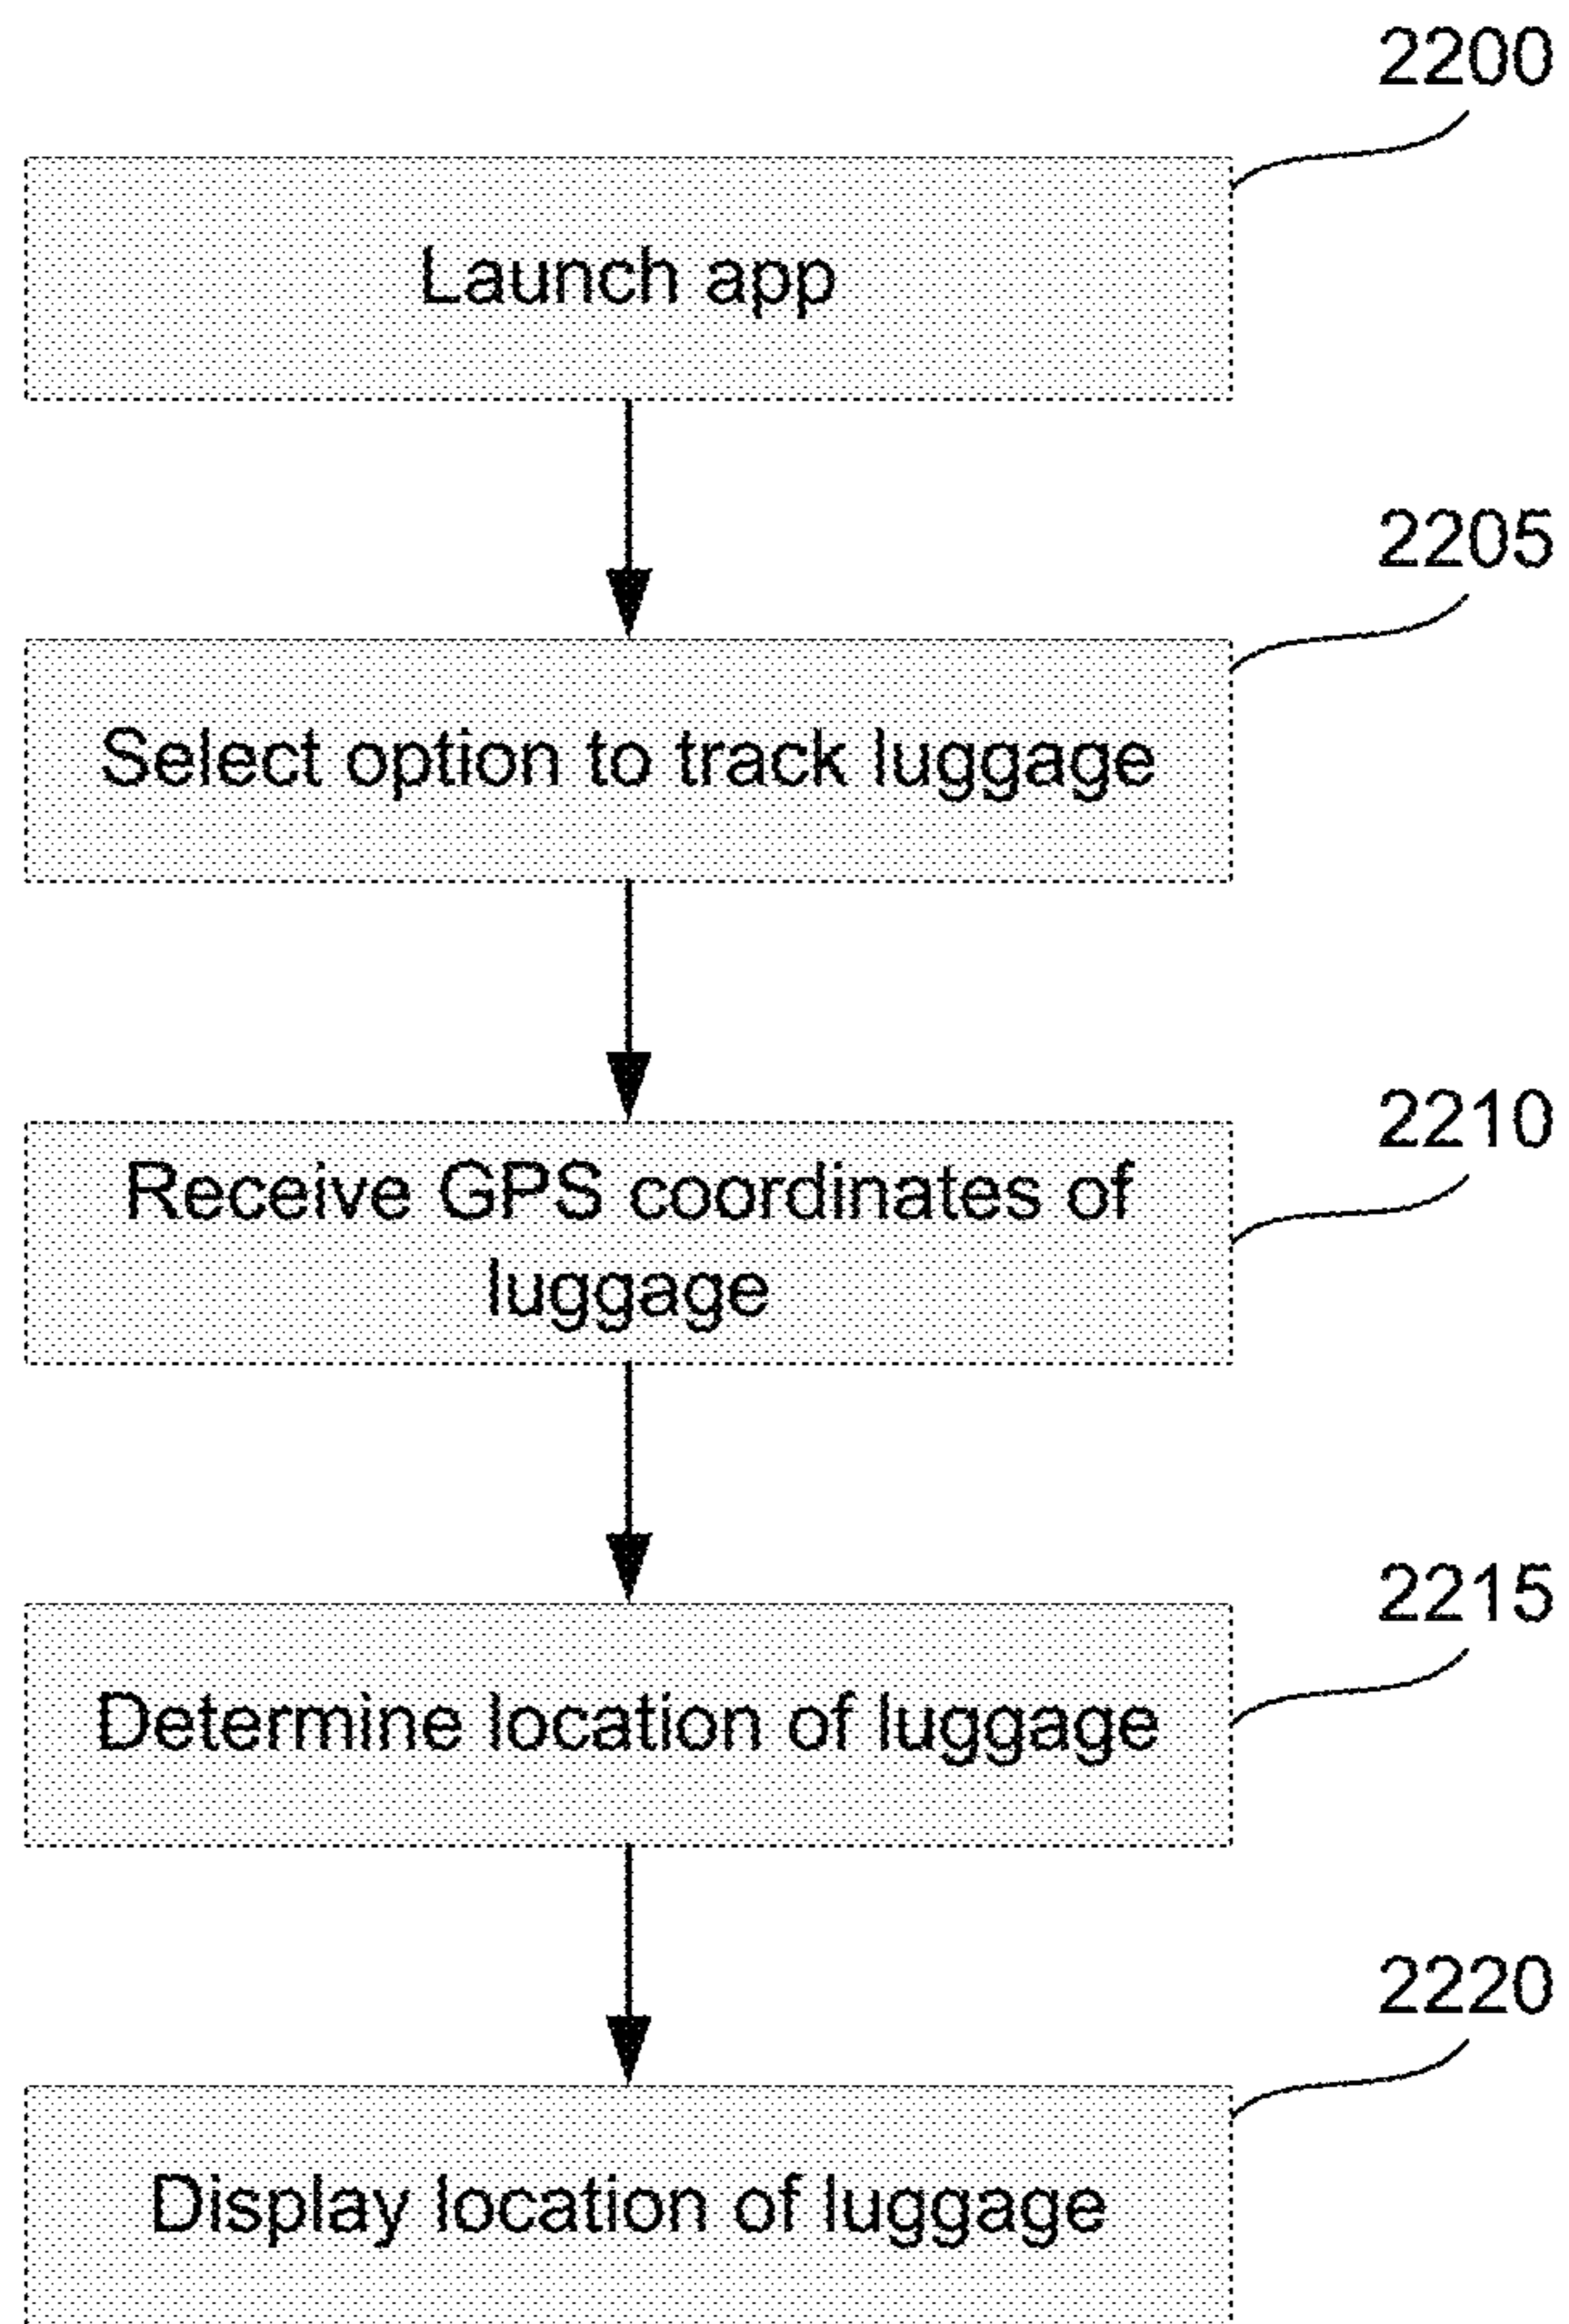 2200
Launch app
2205
Select option to track luggage
2210
Receive GPS coordinates of
luggage
2215
Determine location of luggage
2220
Display location of luggage